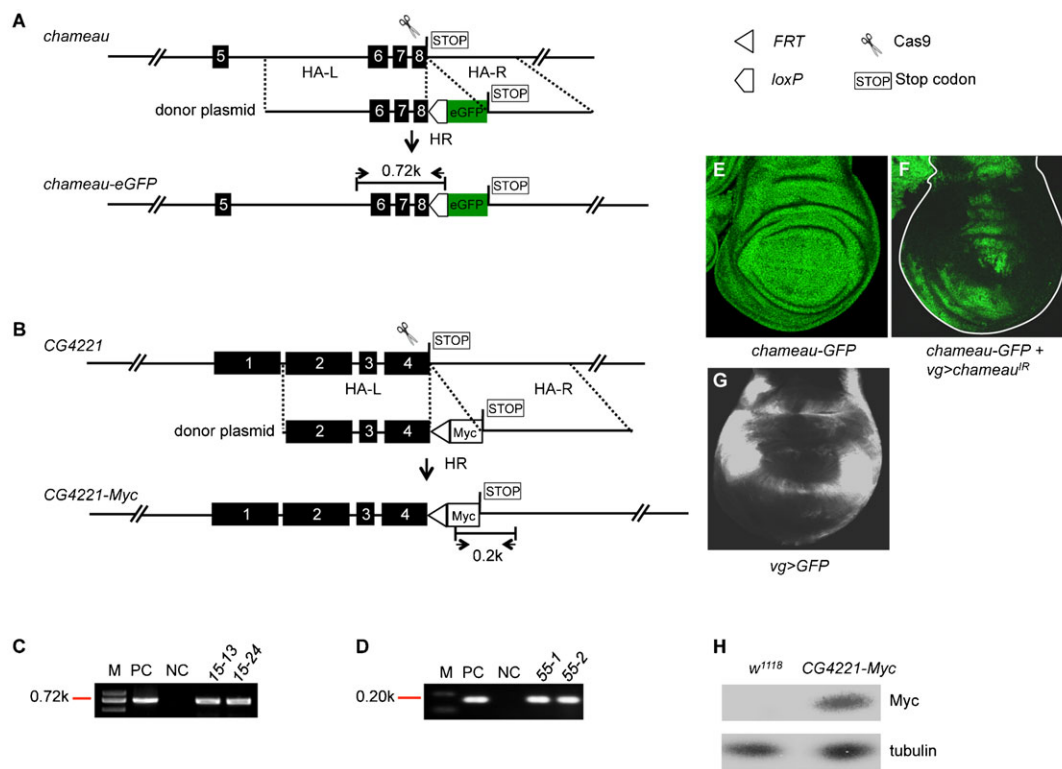 A
chameau
STOP
5
6
7
8
HA-L
HA-R
STOP
donor plasmid
6
7
8
eGFP
HR
0.72k
chameau-eGFP
STOP
5
6
7
8
eGFP
FRT
Cas9
loxP
STOP
Stop codon
B
CG4221
STOP
1
2
3
4
HA-L
HA-R
STOP
donor plasmid
2
3
4
Myc
HR
CG4221-Myc
STOP
1
2
3
4
Myc
0.2k
E
chameau-GFP
F
chameau-GFP +
vg>chameauIR
G
vg>GFP
C
M PC NC 15-13 15-24
0.72k
D
M PC NC 55-1 55-2
0.20k
H
w1118 CG4221-Myc
Myc
tubulin